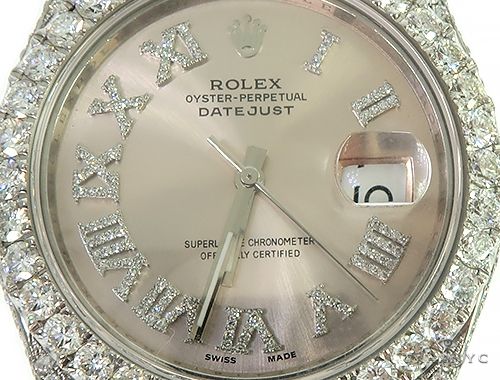 ROLEX
OYSTER-PERPETUAL
DATEJUST
SUPERLATIVE CHRONOMETER
OFFICIALLY CERTIFIED
SWISS MADE